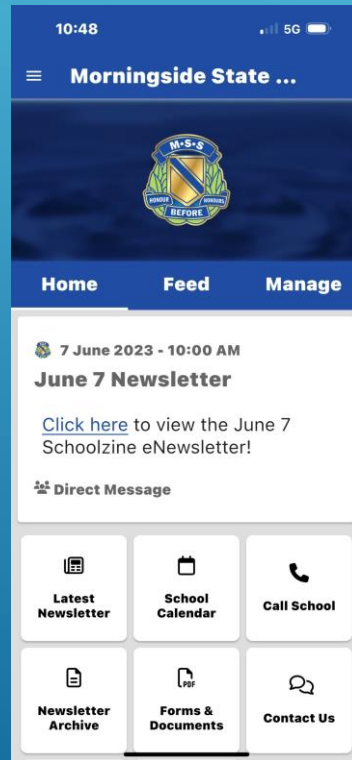 10:48
5G
Morningside State ...
M·S·S
HONOUR
HONOURS
BEFORE
Home Feed Manage
7 June 2023 - 10:00 AM
June 7 Newsletter
Click here to view the June 7
Schoolzine eNewsletter!
Direct Message
Latest
Newsletter
School
Calendar
Call School
Newsletter
Archive
PDF
Forms &
Documents
Contact Us